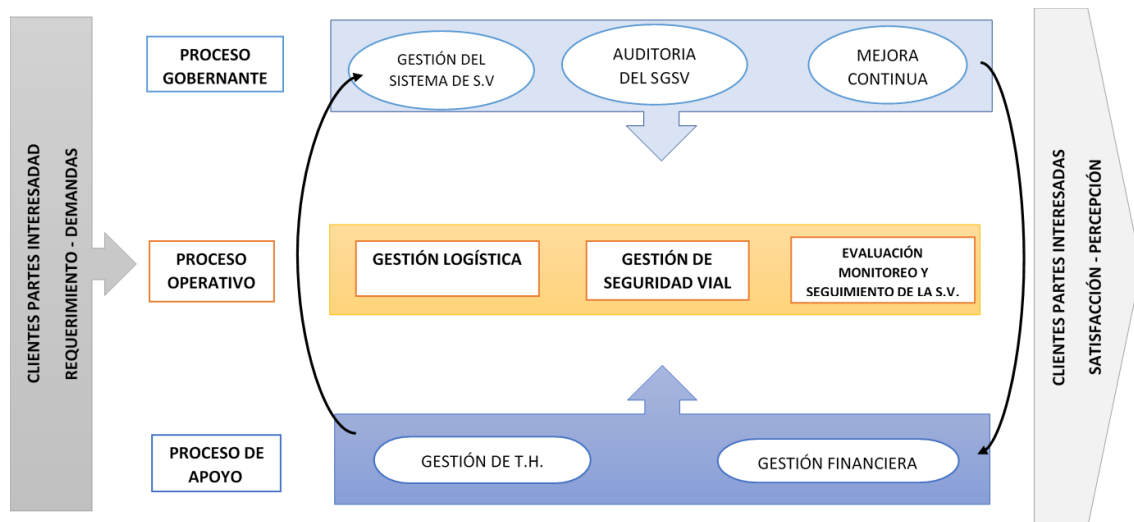 CLIENTES PARTES INTERESADAD
REQUERIMIENTO - DEMANDAS
PROCESO
GOBERNANTE
GESTIÓN DEL
SISTEMA DE S.V
AUDITORIA
DEL SGSV
MEJORA
CONTINUA
PROCESO
OPERATIVO
GESTIÓN LOGÍSTICA
GESTIÓN DE
SEGURIDAD VIAL
EVALUACIÓN
MONITOREO Y
SEGUIMIENTO DE LA S.V.
PROCESO DE
APOYO
GESTIÓN DE T.H.
GESTIÓN FINANCIERA
CLIENTES PARTES INTERESADAS
SATISFACCIÓN - PERCEPCIÓN